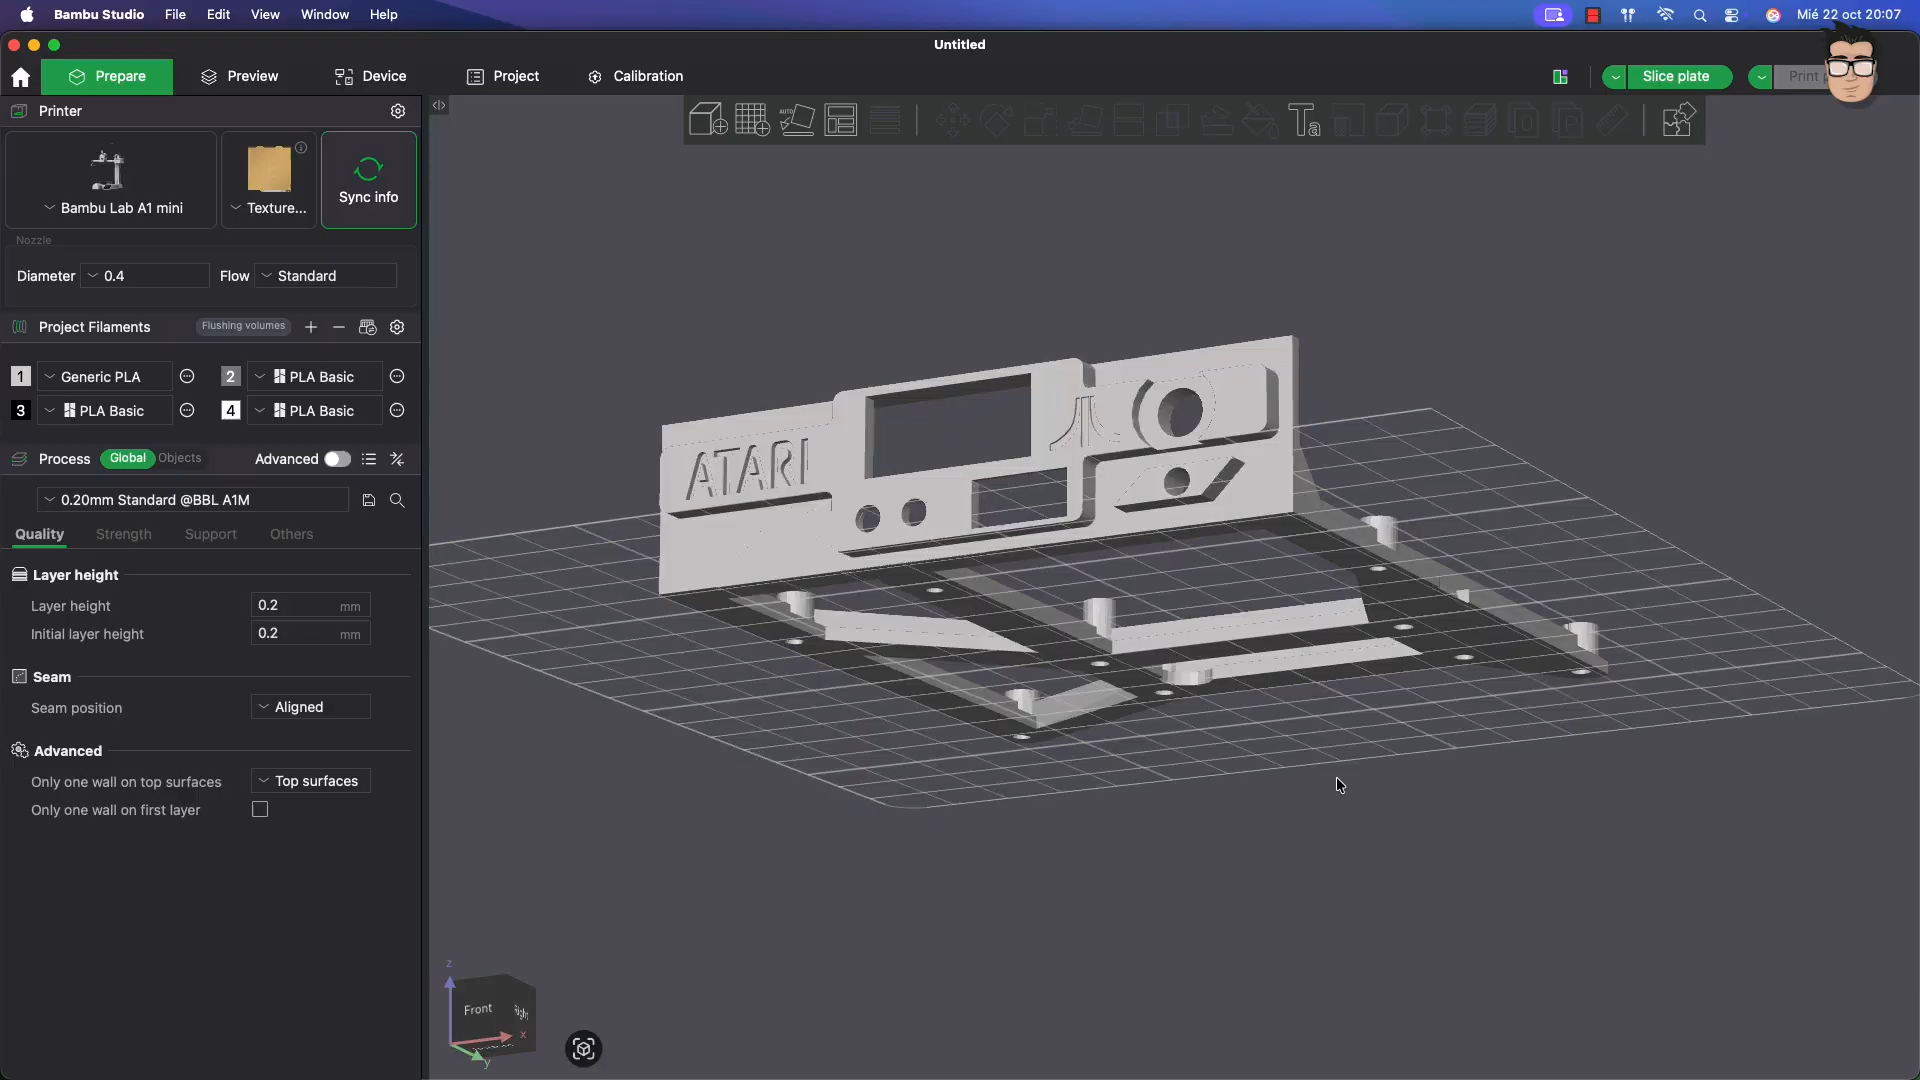 Bambu Studio File Edit View Window Help
Mié 22 oct 20:07
Untitled
Prepare Preview Device Project Calibration
Slice plate
Print
Printer
Bambu Lab A1 mini
Texture...
Sync info
Nozzle
Diameter 0.4 Flow Standard
Project Filaments Flushing volumes
1 Generic PLA 2 PLA Basic
3 PLA Basic 4 PLA Basic
Process Global Objects Advanced
0.20mm Standard @BBL A1M
Quality Strength Support Others
Layer height
Layer height 0.2 mm
Initial layer height 0.2 mm
Seam
Seam position Aligned
Advanced
Only one wall on top surfaces Top surfaces
Only one wall on first layer
AUTO
Ta
ATARI
z
Front Right
x
y